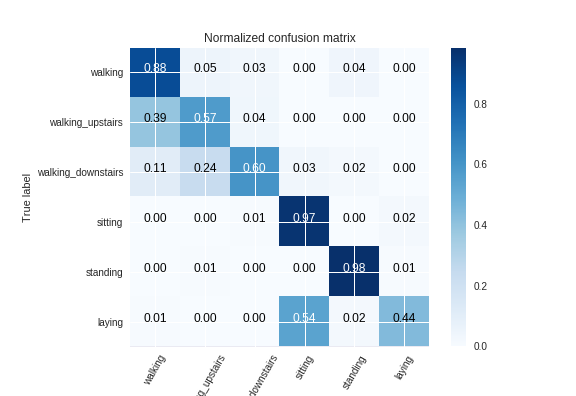 Normalized confusion matrix
True label
walking 0.88 0.05 0.03 0.00 0.04 0.00
walking_upstairs 0.39 0.57 0.04 0.00 0.00 0.00
walking_downstairs 0.11 0.24 0.60 0.03 0.02 0.00
sitting 0.00 0.00 0.01 0.97 0.00 0.02
standing 0.00 0.01 0.00 0.00 0.98 0.01
laying 0.01 0.00 0.00 0.54 0.02 0.44
walking
ng_upstairs
downstairs
sitting
standing
laying
0.8
0.6
0.4
0.2
0.0